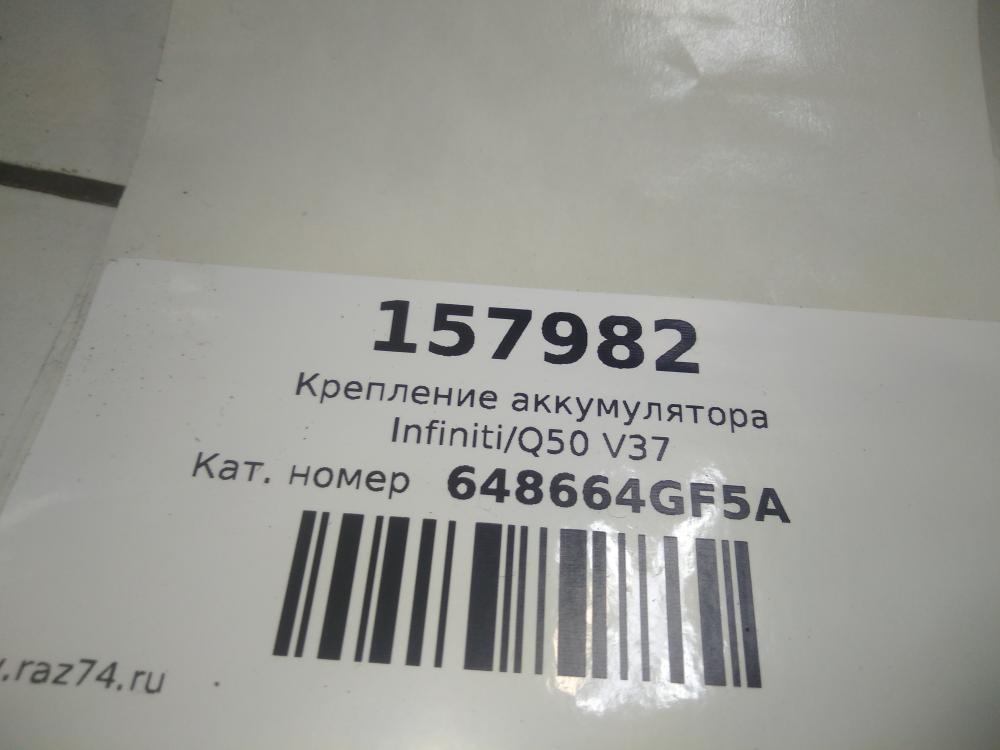 157982
Крепление аккумулятора
Infiniti/Q50 V37
Кат. номер 648664GF5A
.raz74.ru